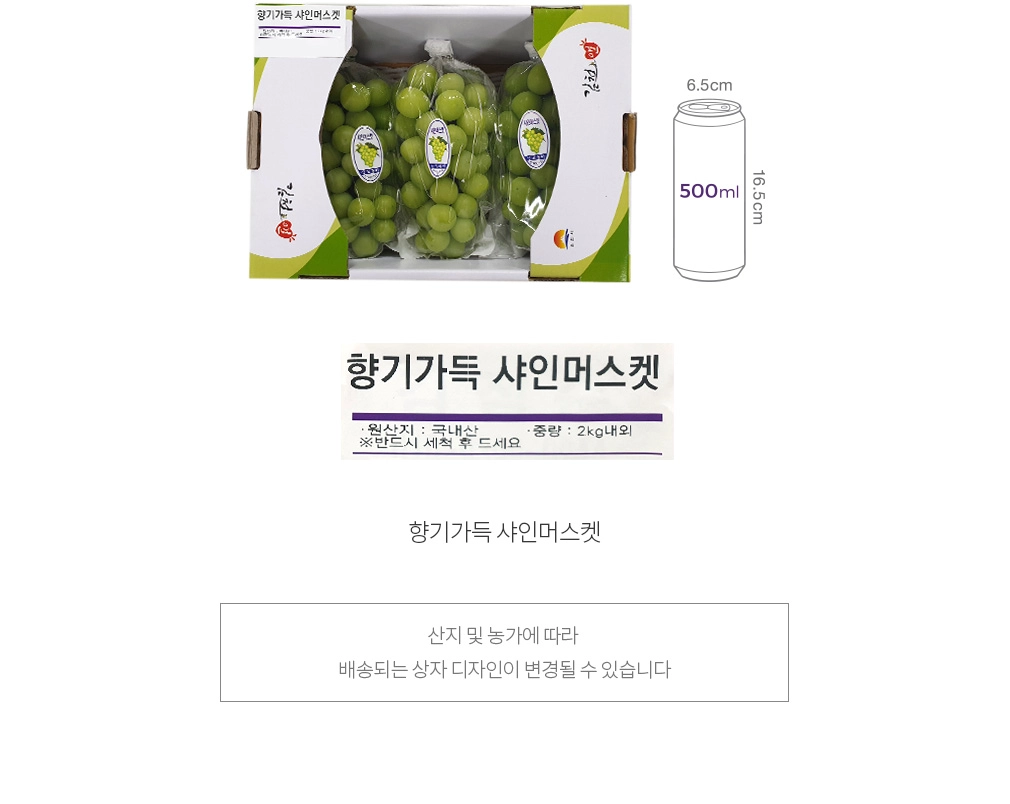 향기가득 샤인머스켓
6.5cm
500ml
16.5cm
향기가득 샤인머스켓
·원산지 : 국내산 ·중량 : 2kg내외
※반드시 세척 후 드세요
향기가득 샤인머스켓
산지 및 농가에 따라
배송되는 상자 디자인이 변경될 수 있습니다